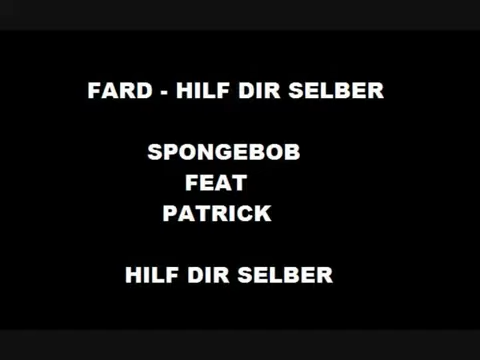 FARD - HILF DIR SELBER
SPONGEBOB
FEAT
PATRICK
HILF DIR SELBER